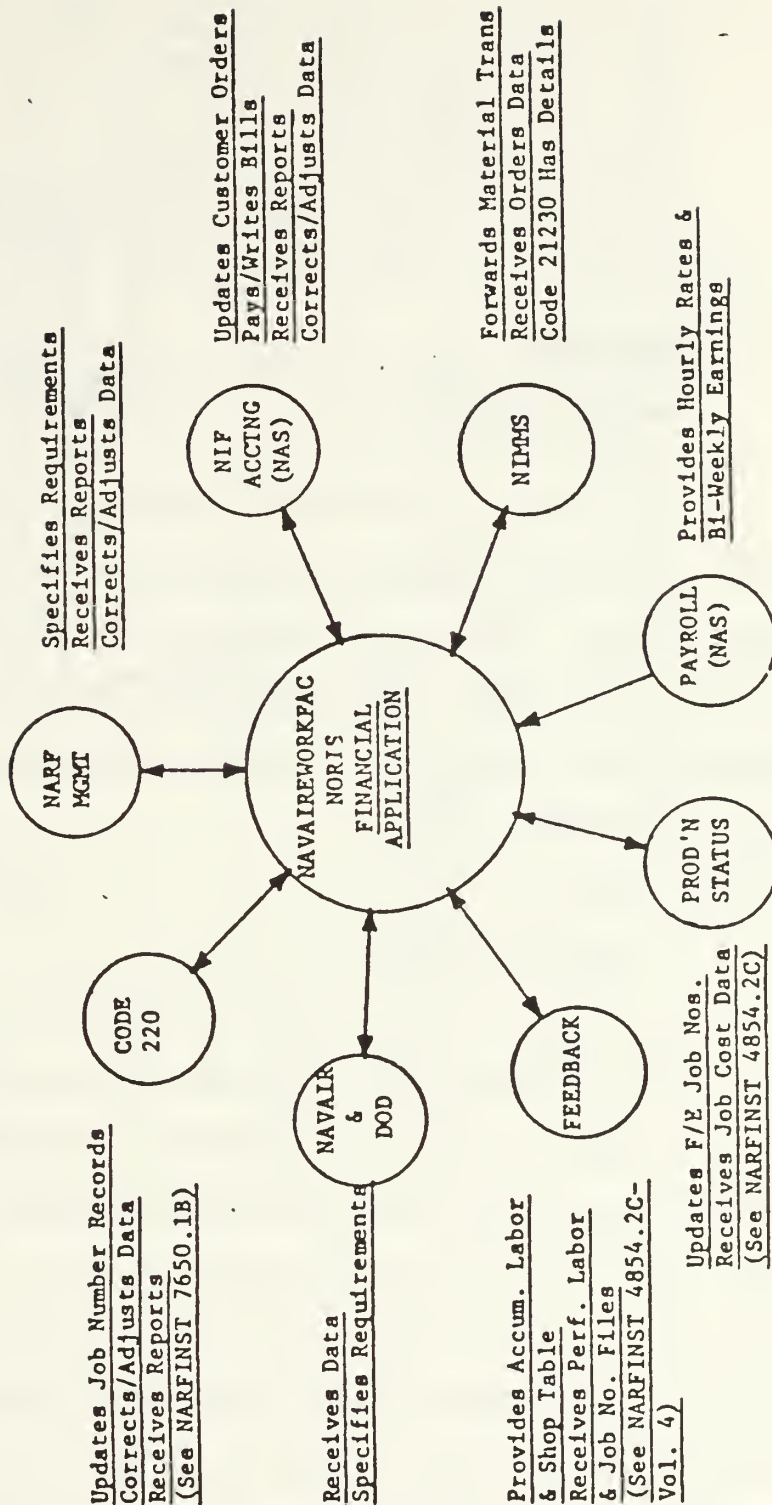 Specifies Requirements
Receives Reports
Corrects/Adjusts Data
NARF
MGMT
Updates Job Number Records
Corrects/Adjusts Data
Receives Reports
(See NARFINST 7650.1B)
CODE
220
NIF
ACCTNG
(NAS)
Updates Customer Orders
Pays/Writes Bills
Receives Reports
Corrects/Adjusts Data
NAVAIREWORKFAC
NORIS
FINANCIAL
APPLICATION
Receives Data
Specifies Requirements
NAVAIR
&
DOD
NIMMS
Forwards Material Trans
Receives Orders Data
Code 21230 Has Details
Provides Accum. Labor
& Shop Table
Receives Perf. Labor
& Job No. Files
(See NARFINST 4854.2C-
Vol. 4)
FEEDBACK
PROD'N
STATUS
Updates F/E Job Nos.
Receives Job Cost Data
(See NARFINST 4854.2C)
PAYROLL
(NAS)
Provides Hourly Rates &
Bi-Weekly Earnings